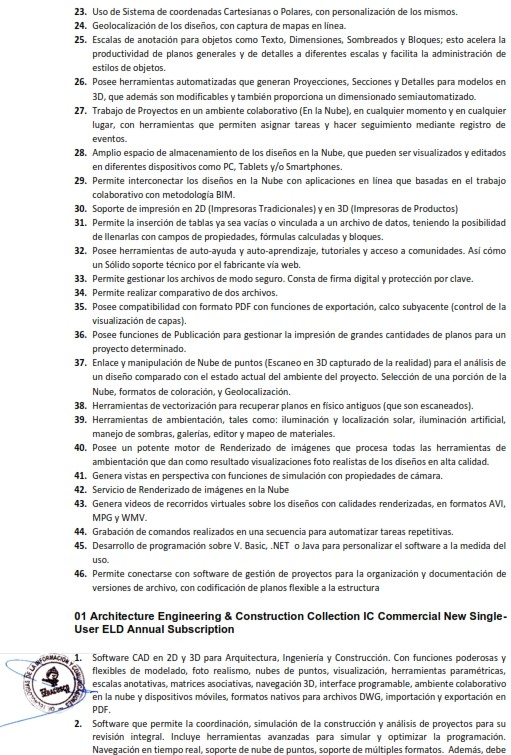 23. Uso de Sistema de coordenadas Cartesianas o Polares, con personalización de los mismos.
24. Geolocalización de los diseños, con captura de mapas en línea.
25. Escalas de anotación para objetos como Texto, Dimensiones, Sombreados y Bloques; esto acelera la
productividad de planos generales y de detalles a diferentes escalas y facilita la administración de
estilos de objetos.
26. Posee herramientas automatizadas que generan Proyecciones, Secciones y Detalles para modelos en
3D, que además son modificables y también proporciona un dimensionado semiautomatizado.
27. Trabajo de Proyectos en un ambiente colaborativo (En la Nube), en cualquier momento y en cualquier
lugar, con herramientas que permiten asignar tareas y hacer seguimiento mediante registro de
eventos.
28. Amplio espacio de almacenamiento de los diseños en la Nube, que pueden ser visualizados y editados
en diferentes dispositivos como PC, Tablets y/o Smartphones.
29. Permite interconectar los diseños en la Nube con aplicaciones en línea que basadas en el trabajo
colaborativo con metodología BIM.
30. Soporte de impresión en 2D (Impresoras Tradicionales) y en 3D (Impresoras de Productos)
31. Permite la inserción de tablas ya sea vacías o vinculada a un archivo de datos, teniendo la posibilidad
de llenarlas con campos de propiedades, fórmulas calculadas y bloques.
32. Posee herramientas de auto-ayuda y auto-aprendizaje, tutoriales y acceso a comunidades. Así cómo
un Sólido soporte técnico por el fabricante vía web.
33. Permite gestionar los archivos de modo seguro. Consta de firma digital y protección por clave.
34. Permite realizar comparativo de dos archivos.
35. Posee compatibilidad con formato PDF con funciones de exportación, calco subyacente (control de la
visualización de capas).
36. Posee funciones de Publicación para gestionar la impresión de grandes cantidades de planos para un
proyecto determinado.
37. Enlace y manipulación de Nube de puntos (Escaneo en 3D capturado de la realidad) para el análisis de
un diseño comparado con el estado actual del ambiente del proyecto. Selección de una porción de la
Nube, formatos de coloración, y Geolocalización.
38. Herramientas de vectorización para recuperar planos en físico antiguos (que son escaneados).
39. Herramientas de ambientación, tales como: iluminación y localización solar, iluminación artificial,
manejo de sombras, galerías, editor y mapeo de materiales.
40. Posee un potente motor de Renderizado de imágenes que procesa todas las herramientas de
ambientación que dan como resultado visualizaciones foto realistas de los diseños en alta calidad.
41. Genera vistas en perspectiva con funciones de simulación con propiedades de cámara.
42. Servicio de Renderizado de imágenes en la Nube
43. Genera videos de recorridos virtuales sobre los diseños con calidades renderizadas, en formatos AVI,
MPG y WMV.
44. Grabación de comandos realizados en una secuencia para automatizar tareas repetitivas.
45. Desarrollo de programación sobre V. Basic, .NET o Java para personalizar el software a la medida del
uso.
46. Permite conectarse con software de gestión de proyectos para la organización y documentación de
versiones de archivo, con codificación de planos flexible a la estructura
01 Architecture Engineering & Construction Collection IC Commercial New Single-
User ELD Annual Subscription
1. Software CAD en 2D y 3D para Arquitectura, Ingeniería y Construcción. Con funciones poderosas y
flexibles de modelado, foto realismo, nubes de puntos, visualización, herramientas paramétricas,
escalas anotativas, matrices asociativas, navegación 3D, interface programable, ambiente colaborativo
en la nube y dispositivos móviles, formatos nativos para archivos DWG, importación y exportación en
PDF.
2. Software que permite la coordinación, simulación de la construcción y análisis de proyectos para su
revisión integral. Incluye herramientas avanzadas para simular y optimizar la programación.
Navegación en tiempo real, soporte de nube de puntos, soporte de múltiples formatos. Además, debe